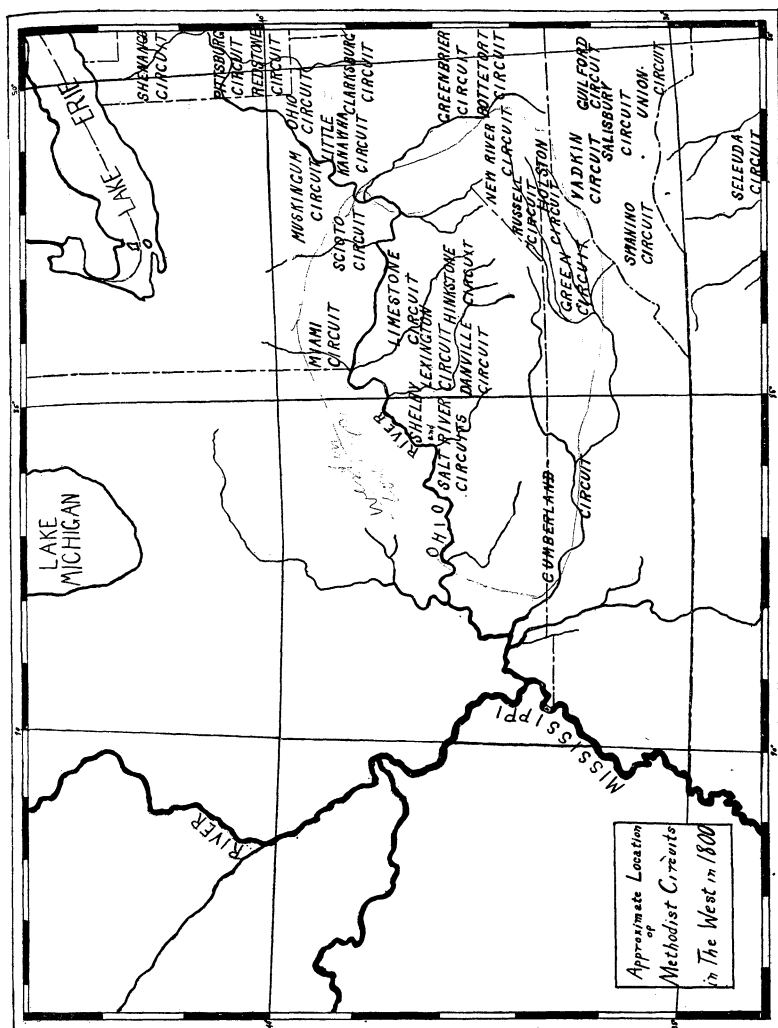 LAKE ERIE
LAKE
MICHIGAN
SHEWANGO
CIRCUIT
PITTSBURG
CIRCUIT
REDSTONE
CIRCUIT
OHIO
CIRCUIT
CLARKSBURG
CIRCUIT
LITTLE
KANAWHA
CIRCUIT
MUSKINGUM
CIRCUIT
SCIOTO
CIRCUIT
MYAMI
CIRCUIT
GREENBRIER
CIRCUIT
BOTTETORT
CIRCUIT
NEW RIVER
CIRCUIT
RUSSELL
CIRCUIT
HOLSTON
CIRCUIT
GREEN
CIRCUIT
YADKIN
CIRCUIT
GUILFORD
CIRCUIT
SALISBURY
CIRCUIT
UNION
CIRCUIT
SWANINO
CIRCUIT
SELEUDA
CIRCUIT
LIMESTONE
CIRCUIT
HINKSTONE
CIRCUIXT
LEXINGTON
CIRCUIT
DANVILLE
CIRCUIT
SHELBY
and
SALT RIVER
CIRCUITS
OHIO RIVER
CUMBERLAND
CIRCUIT
MISSISSIPPI
RIVER
Approximate Location
of
Methodist Circuits
in The West in 1800